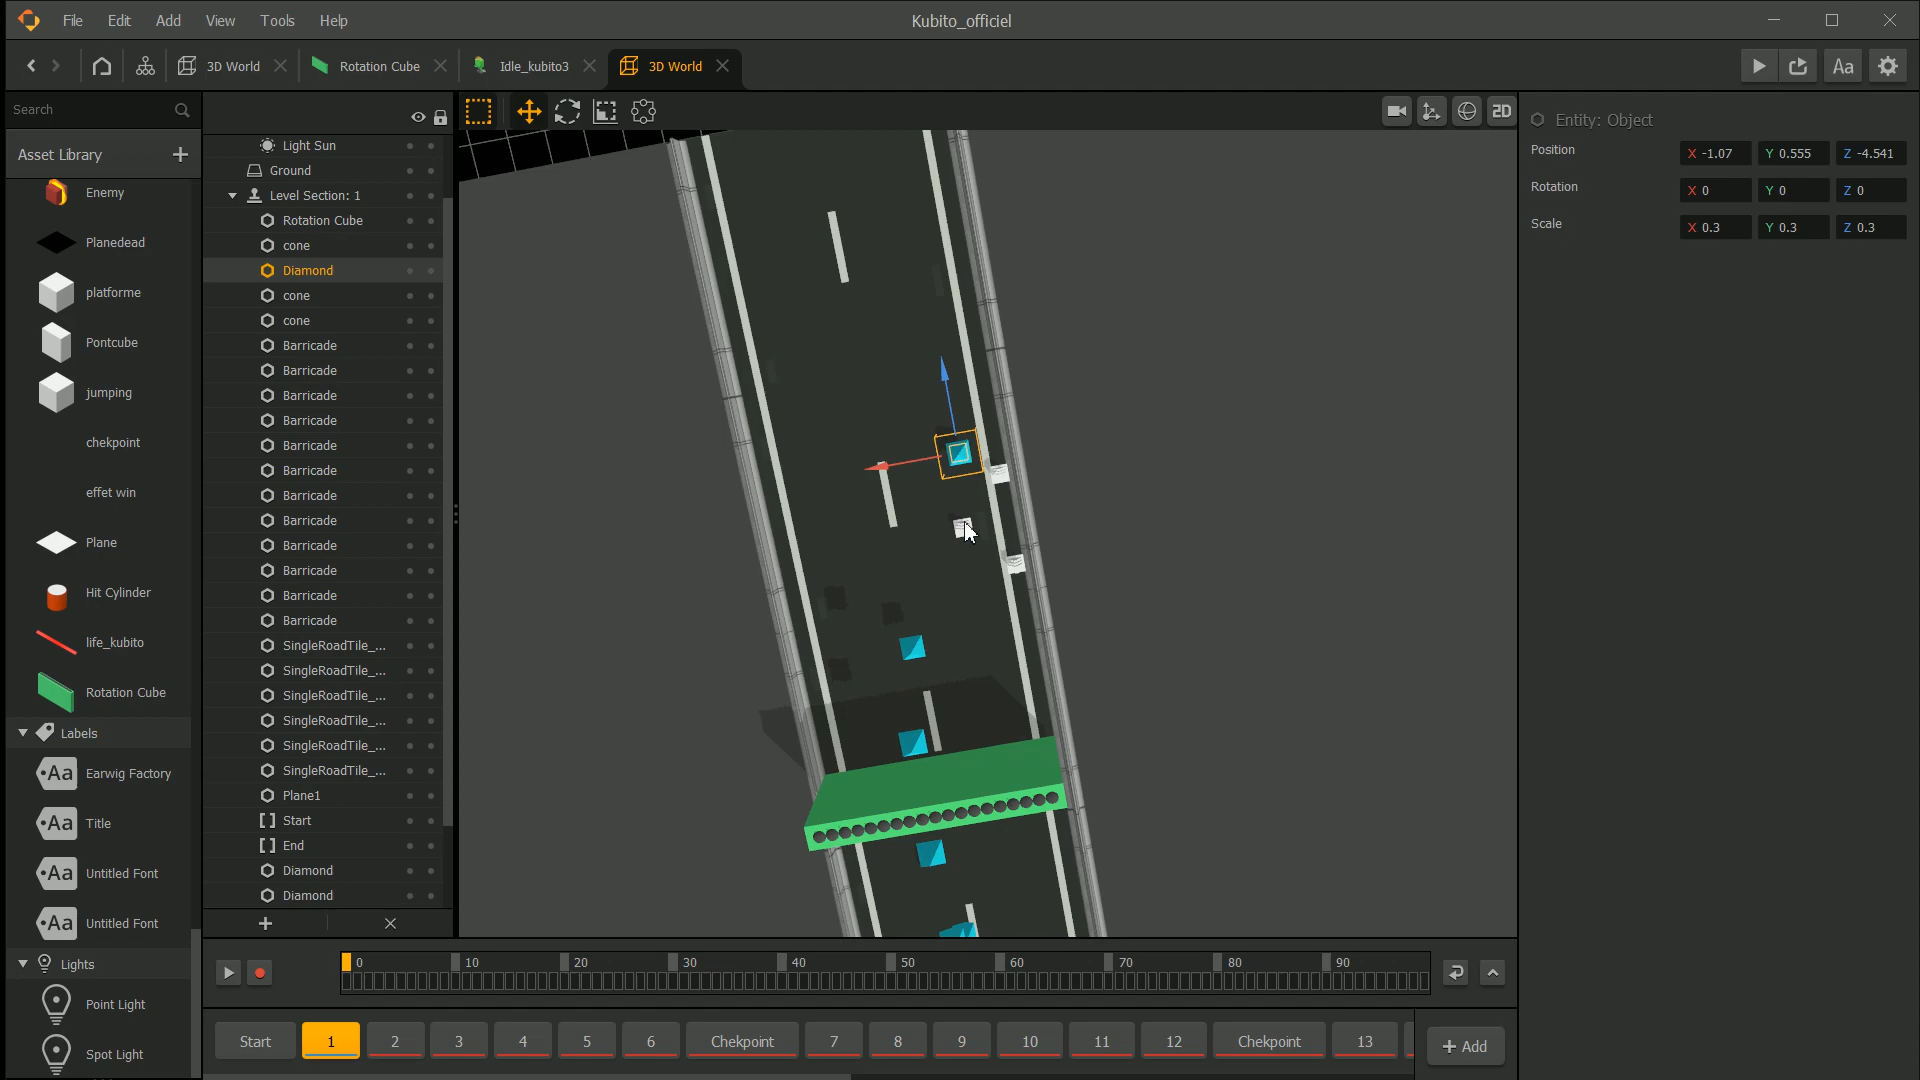 File Edit Add View Tools Help
Kubito_officiel
3D World
Rotation Cube
Idle_kubito3
3D World
Aa
Search
Asset Library
Enemy
Planedead
platforme
Pontcube
jumping
chekpoint
effet win
Plane
Hit Cylinder
life_kubito
Rotation Cube
Labels
Aa Earwig Factory
Aa Title
Aa Untitled Font
Aa Untitled Font
Lights
Point Light
Spot Light
Light Sun
Ground
Level Section: 1
Rotation Cube
cone
Diamond
cone
cone
Barricade
Barricade
Barricade
Barricade
Barricade
Barricade
Barricade
Barricade
Barricade
Barricade
Barricade
Barricade
SingleRoadTile_...
SingleRoadTile_...
SingleRoadTile_...
SingleRoadTile_...
SingleRoadTile_...
SingleRoadTile_...
Plane1
Start
End
Diamond
Diamond
2D
Entity: Object
Position X -1.07 Y 0.555 Z -4.541
Rotation X 0 Y 0 Z 0
Scale X 0.3 Y 0.3 Z 0.3
0 10 20 30 40 50 60 70 80 90
Start 1 2 3 4 5 6 Chekpoint 7 8 9 10 11 12 Chekpoint 13
+ Add